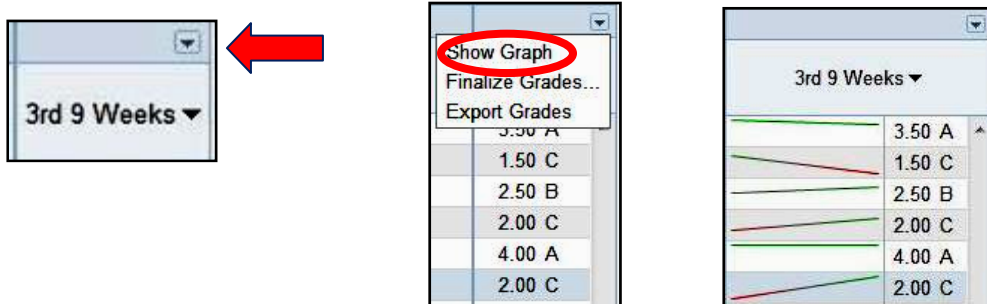 3rd 9 Weeks
Show Graph
Finalize Grades...
Export Grades
3.50 A
1.50 C
2.50 B
2.00 C
4.00 A
2.00 C
3rd 9 Weeks
3.50 A
1.50 C
2.50 B
2.00 C
4.00 A
2.00 C